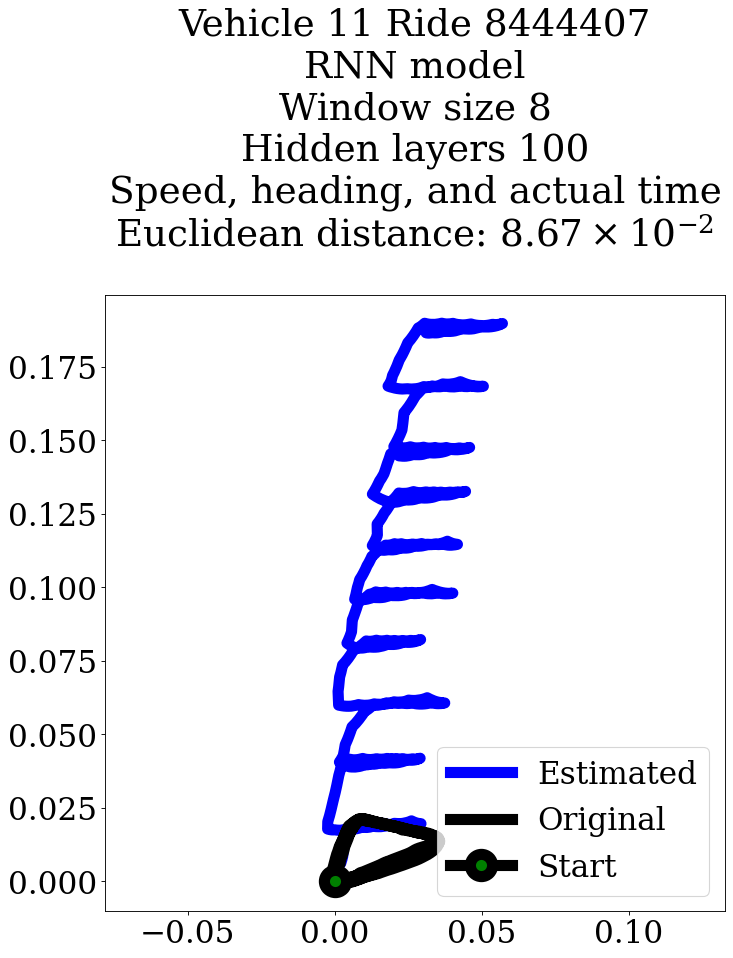 Vehicle 11 Ride 8444407
RNN model
Window size 8
Hidden layers 100
Speed, heading, and actual time
Euclidean distance: 8.67 × 10⁻²
0.175
0.150
0.125
0.100
0.075
0.050
0.025
0.000
Estimated
Original
Start
−0.05 0.00 0.05 0.10